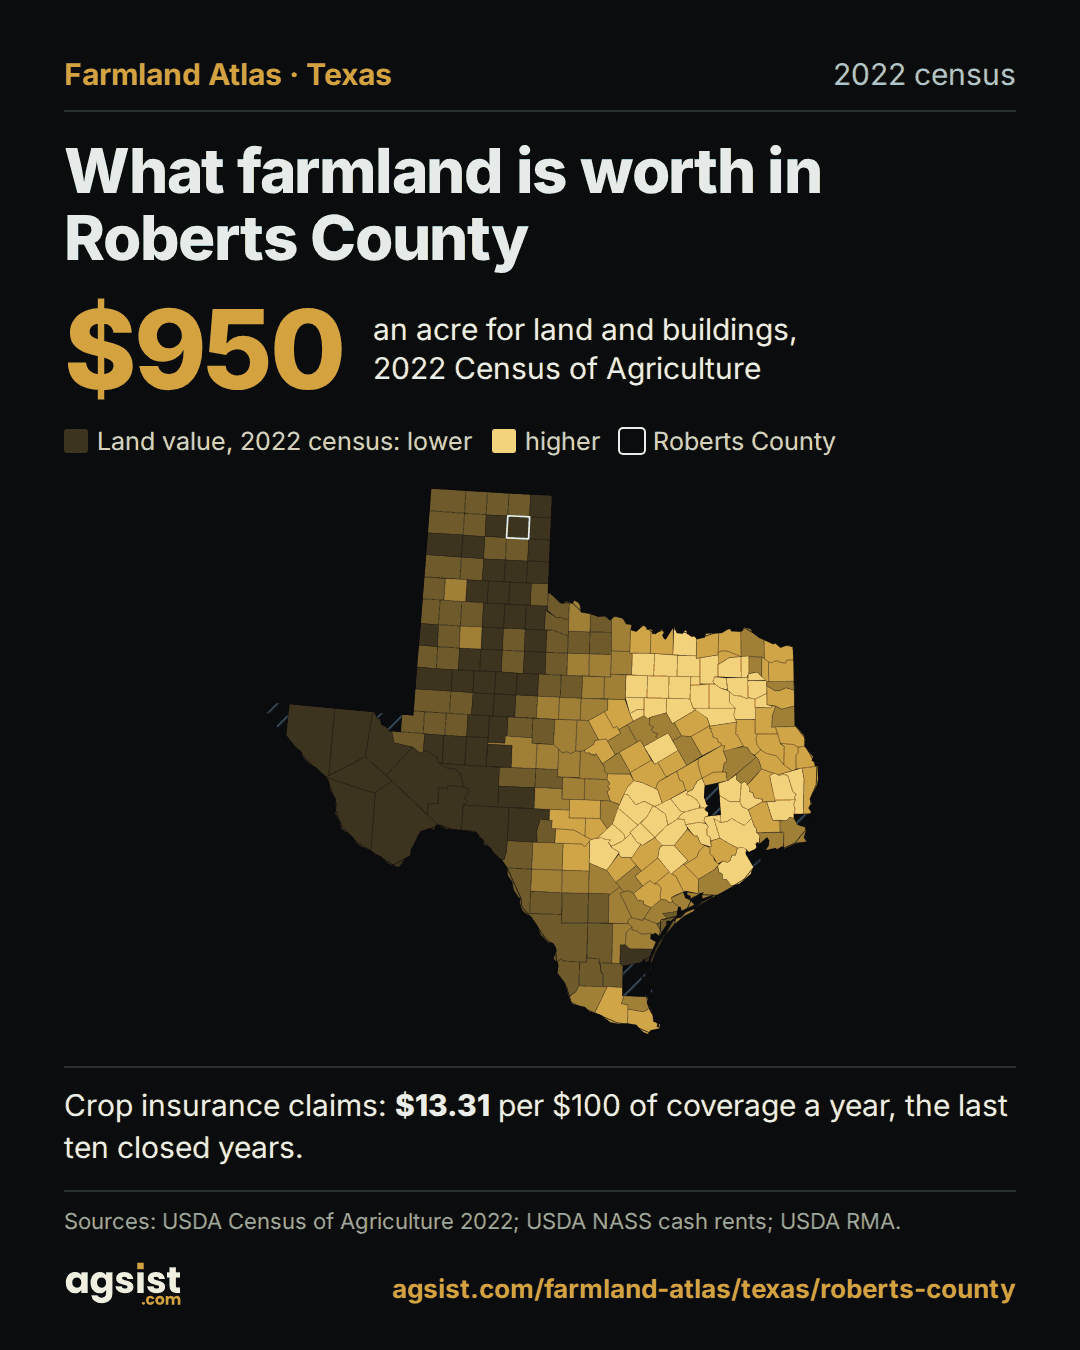 Farmland Atlas · Texas
2022 census
What farmland is worth in
Roberts County
$950
an acre for land and buildings,
2022 Census of Agriculture
Land value, 2022 census: lower
higher
Roberts County
Crop insurance claims: $13.31 per $100 of coverage a year, the last
ten closed years.
Sources: USDA Census of Agriculture 2022; USDA NASS cash rents; USDA RMA.
agsist
.com
agsist.com/farmland-atlas/texas/roberts-county